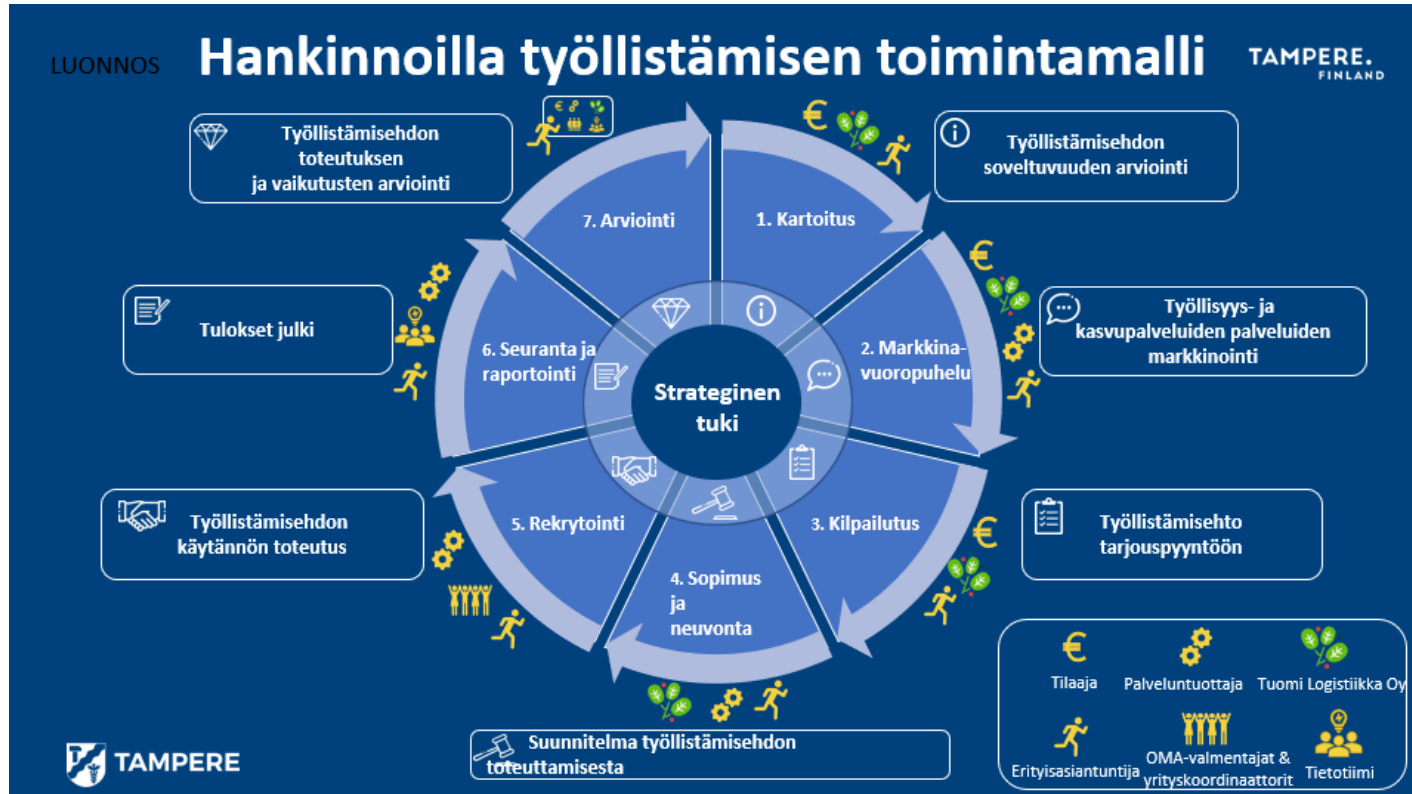 LUONNOS
Hankinnoilla työllistämisen toimintamalli
TAMPERE.
FINLAND
Työllistämisehdon
toteutuksen
ja vaikutusten arviointi
Työllistämisehdon
soveltuvuuden arviointi
7. Arviointi
1. Kartoitus
Tulokset julki
6. Seuranta ja
raportointi
2. Markkina-
vuoropuhelu
Työllisyys- ja
kasvupalveluiden palveluiden
markkinointi
Strateginen
tuki
Työllistämisehdon
käytännön toteutus
5. Rekrytointi
3. Kilpailutus
Työllistämisehto
tarjouspyyntöön
4. Sopimus
ja
neuvonta
Suunnitelma työllistämisehdon
toteuttamisesta
€
Tilaaja
Palveluntuottaja
Tuomi Logistiikka Oy
Erityisasiantuntija
OMA-valmentajat &
yrityskoordinaattorit
Tietotiimi
TAMPERE